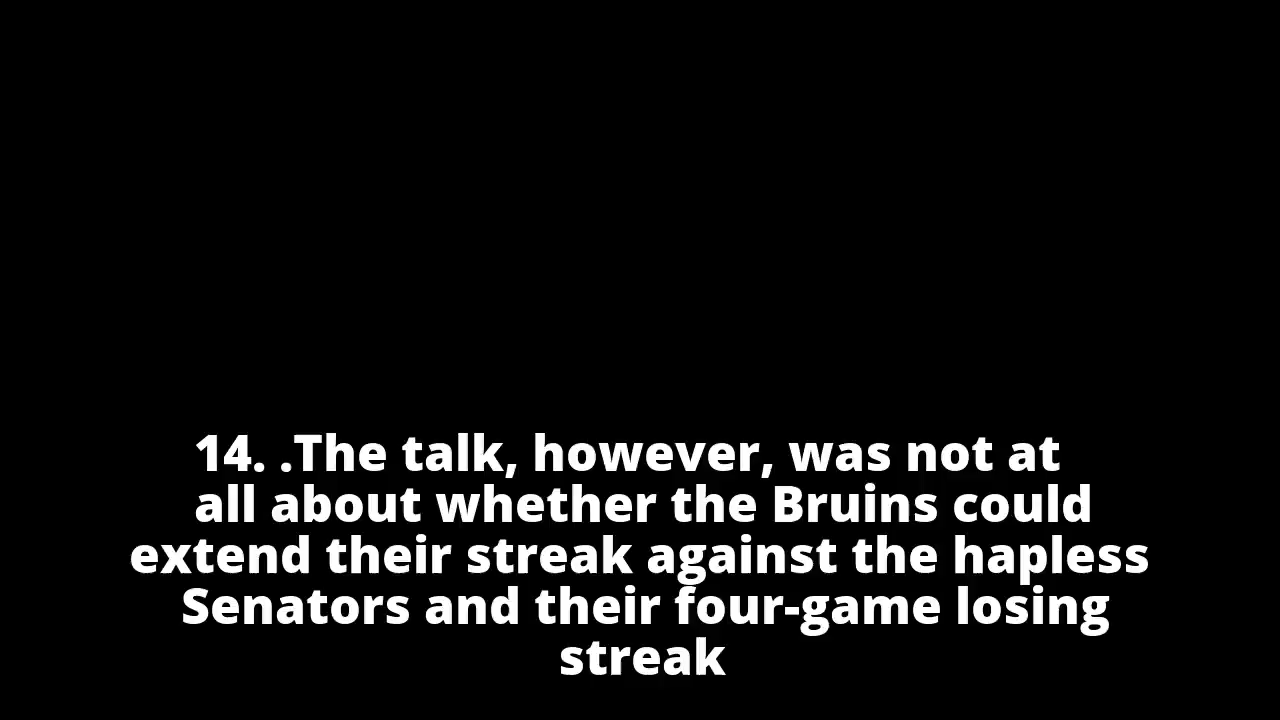 14. .The talk, however, was not at
all about whether the Bruins could
extend their streak against the hapless
Senators and their four-game losing
streak